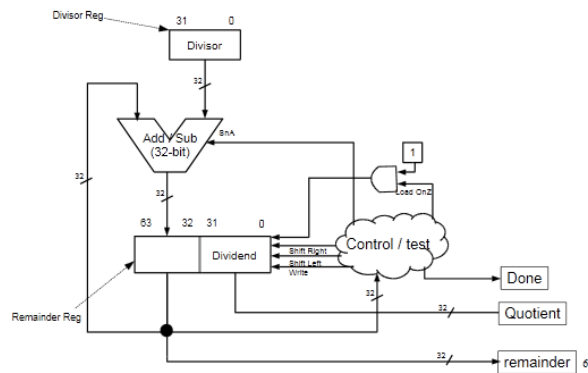 Divisor Reg.
31 0
Divisor
32
Add / Sub
(32-bit)
SnA
1
32
32
Load OnZ
63 32 31 0
Dividend
Shift Right
Shift Left
Write
Control / test
Done
32
32
Quotient
Remainder Reg
32
remainder
6